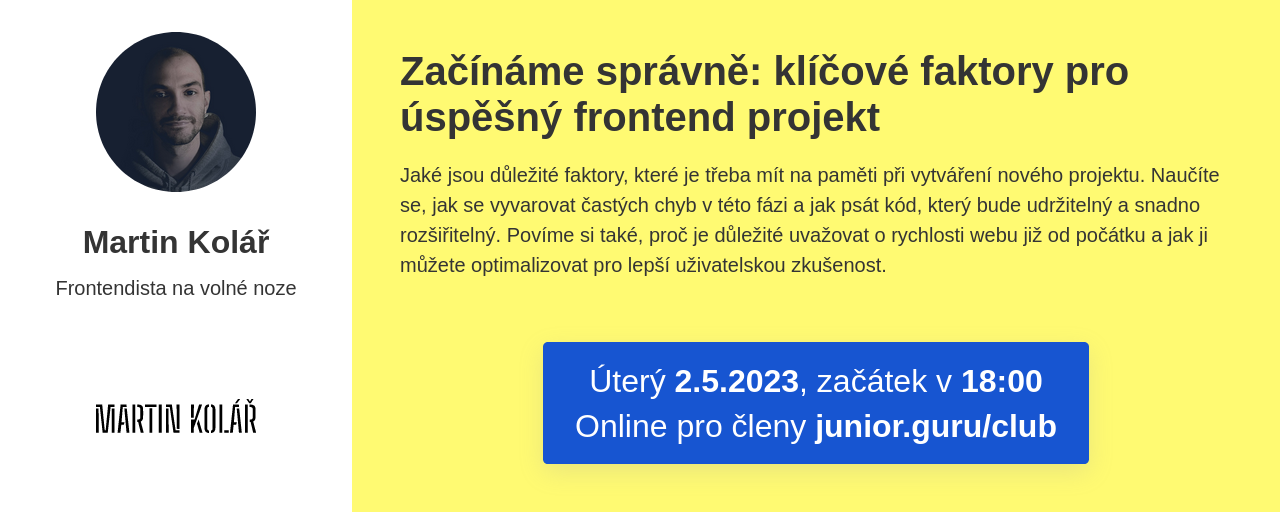 Martin Kolář
Frontendista na volné noze
MARTIN KOLÁŘ
Začínáme správně: klíčové faktory pro
úspěšný frontend projekt
Jaké jsou důležité faktory, které je třeba mít na paměti při vytváření nového projektu. Naučíte
se, jak se vyvarovat častých chyb v této fázi a jak psát kód, který bude udržitelný a snadno
rozšiřitelný. Povíme si také, proč je důležité uvažovat o rychlosti webu již od počátku a jak ji
můžete optimalizovat pro lepší uživatelskou zkušenost.
Úterý 2.5.2023, začátek v 18:00
Online pro členy junior.guru/club